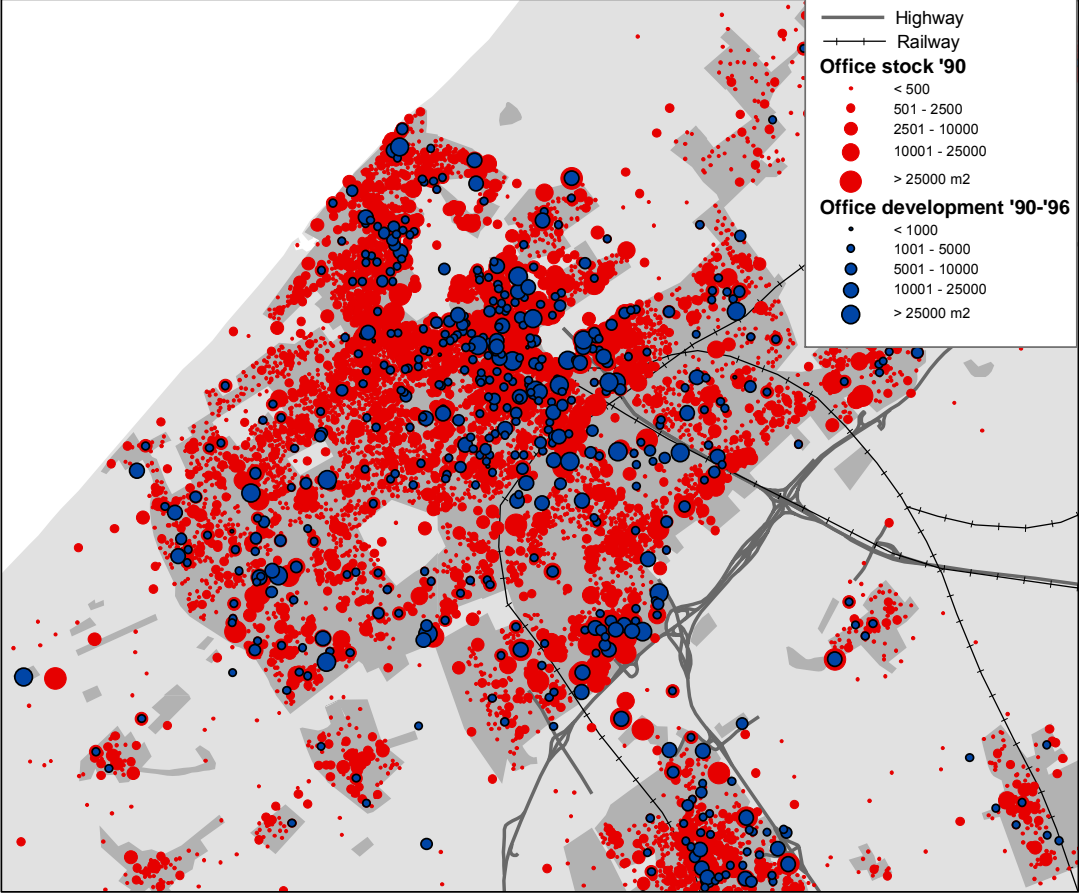 Highway
Railway
Office stock '90
< 500
501 - 2500
2501 - 10000
10001 - 25000
> 25000 m2
Office development '90-'96
< 1000
1001 - 5000
5001 - 10000
10001 - 25000
> 25000 m2